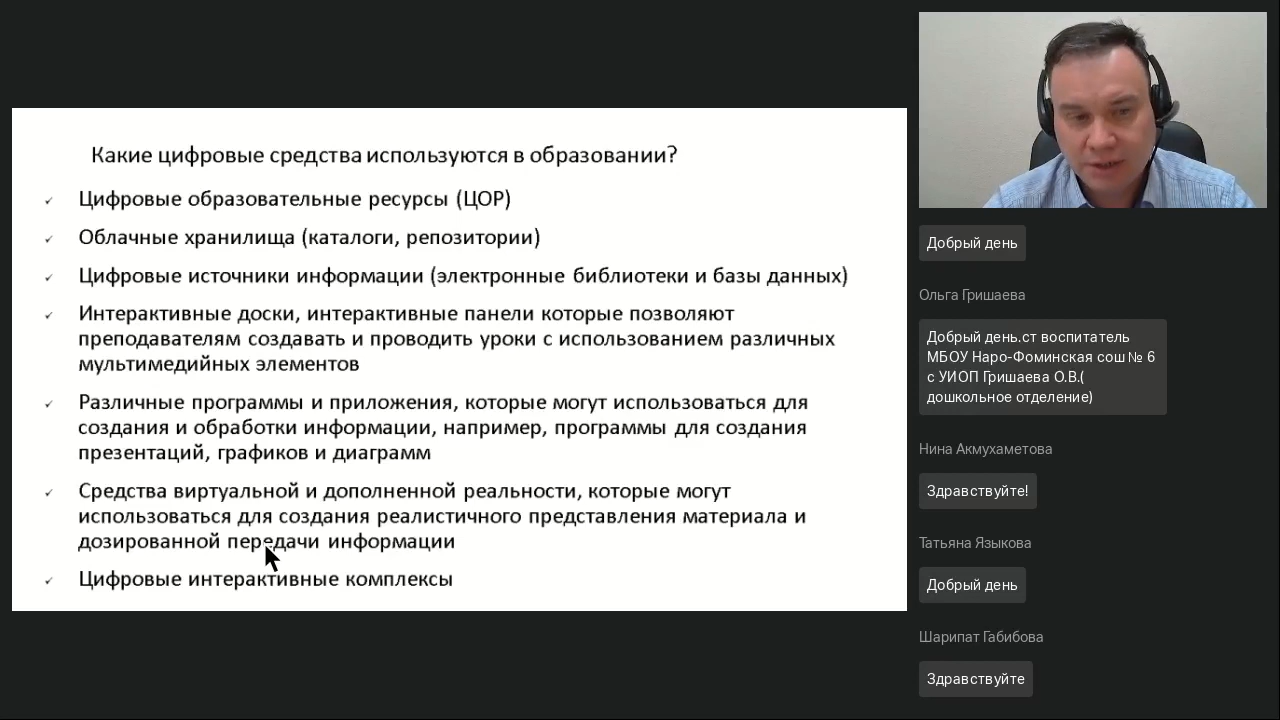 Какие цифровые средства используются в образовании?
Цифровые образовательные ресурсы (ЦОР)
Облачные хранилища (каталоги, репозитории)
Цифровые источники информации (электронные библиотеки и базы данных)
Интерактивные доски, интерактивные панели которые позволяют
преподавателям создавать и проводить уроки с использованием различных
мультимедийных элементов
Различные программы и приложения, которые могут использоваться для
создания и обработки информации, например, программы для создания
презентаций, графиков и диаграмм
Средства виртуальной и дополненной реальности, которые могут
использоваться для создания реалистичного представления материала и
дозированной передачи информации
Цифровые интерактивные комплексы
Добрый день
Ольга Гришаева
Добрый день.ст воспитатель
МБОУ Наро-Фоминская сош № 6
с УИОП Гришаева О.В.(
дошкольное отделение)
Нина Акмухаметова
Здравствуйте!
Татьяна Языкова
Добрый день
Шарипат Габибова
Здравствуйте